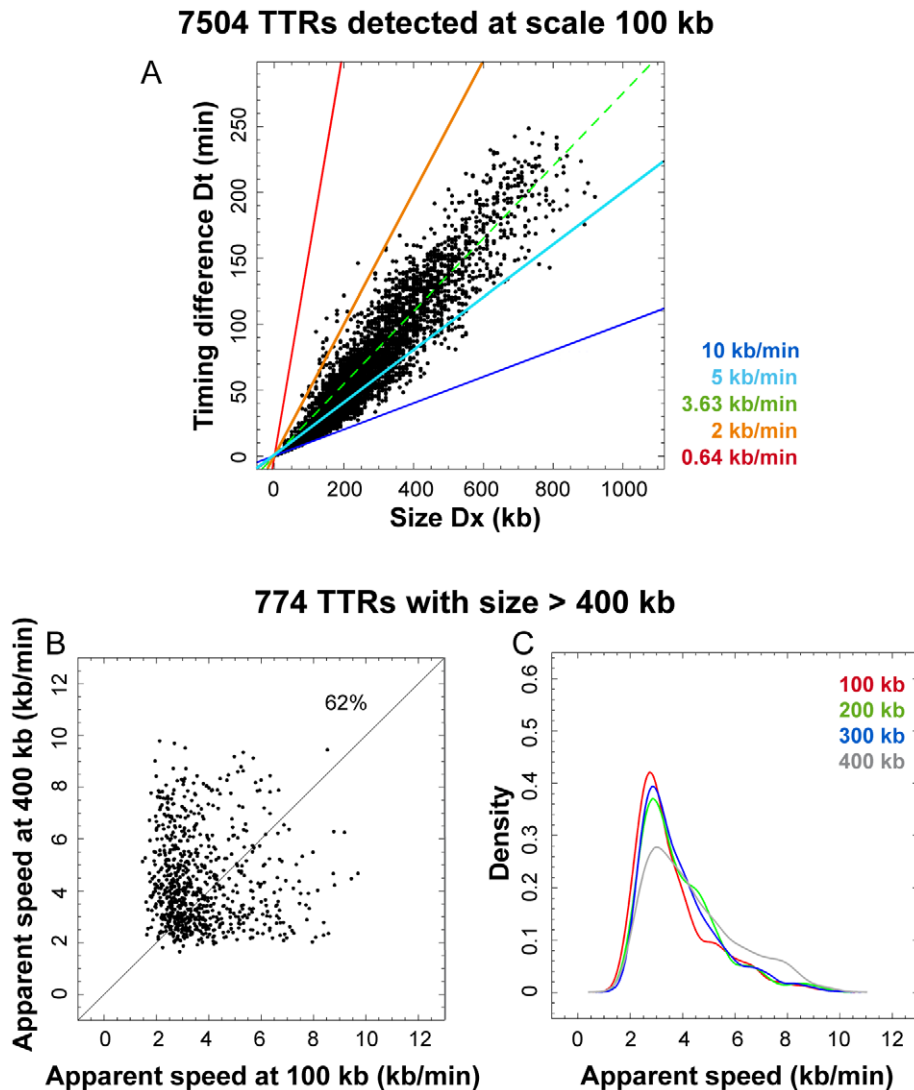 7504 TTRs detected at scale 100 kb
A
Timing difference Dt (min)
250
200
150
100
50
0
0 200 400 600 800 1000
Size Dx (kb)
10 kb/min
5 kb/min
3.63 kb/min
2 kb/min
0.64 kb/min
774 TTRs with size > 400 kb
B
Apparent speed at 400 kb (kb/min)
12
10
8
6
4
2
0
62%
0 2 4 6 8 10 12
Apparent speed at 100 kb (kb/min)
C
Density
0.6
0.5
0.4
0.3
0.2
0.1
0
100 kb
200 kb
300 kb
400 kb
0 2 4 6 8 10 12
Apparent speed (kb/min)